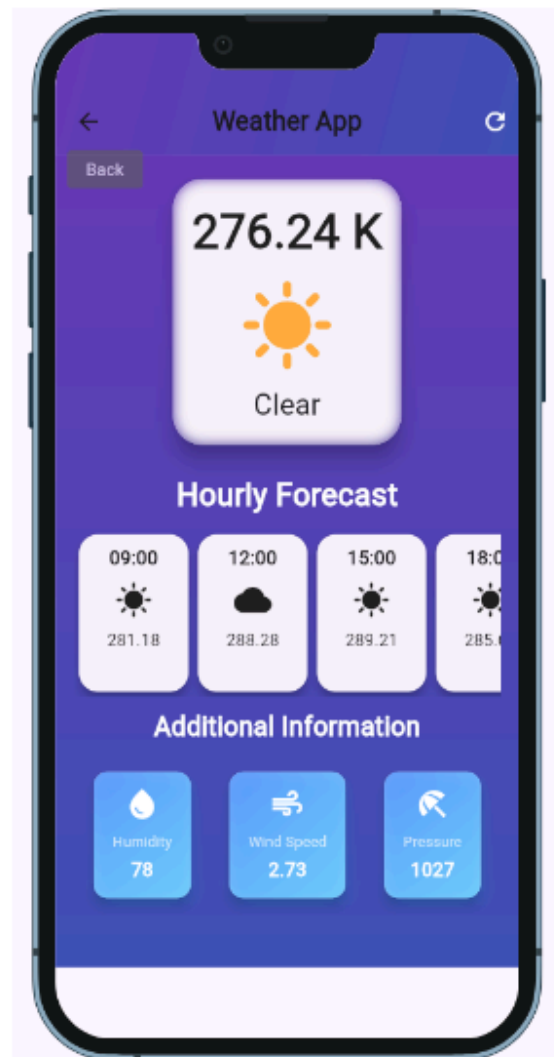 Weather App
Back
276.24 K
Clear
Hourly Forecast
09:00 12:00 15:00
281.18 288.28 289.21
Additional Information
Humidity Wind Speed Pressure
78 2.73 1027